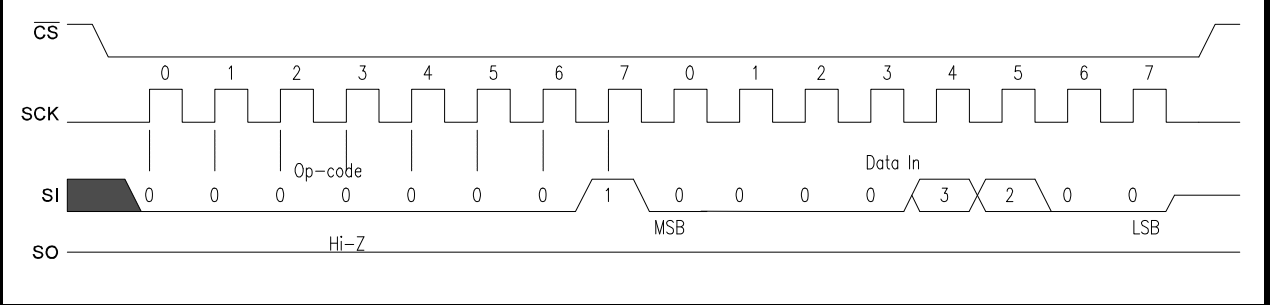 CS
0 1 2 3 4 5 6 7 0 1 2 3 4 5 6 7
SCK
Op-code Data In
SI 0 0 0 0 0 0 0 1 0 0 0 0 3 2 0 0
MSB LSB
Hi-Z
SO